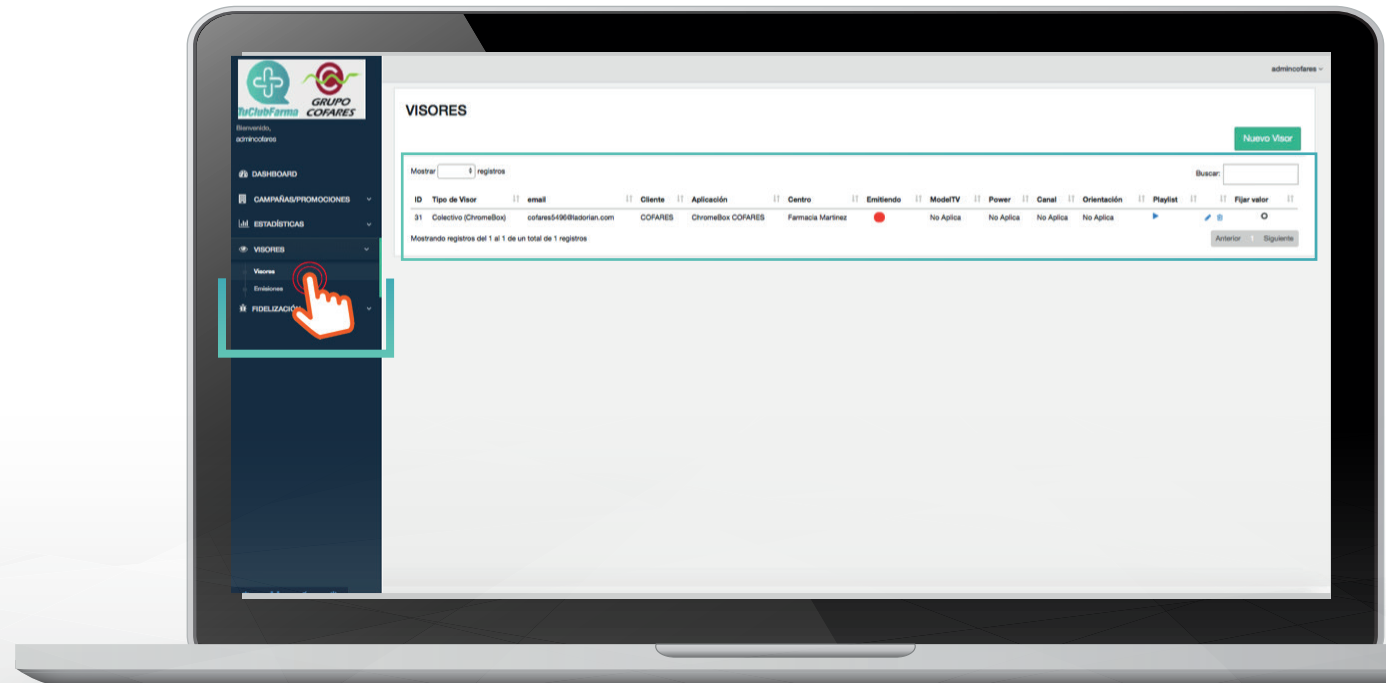 TuClubFarma
GRUPO
COFARES
Bienvenido,
admincofares
admincofares
DASHBOARD
CAMPAÑAS/PROMOCIONES
ESTADÍSTICAS
VISORES
Visores
Emisiones
FIDELIZACIÓN
VISORES
Nuevo Visor
Mostrar registros
Buscar:
ID Tipo de Visor email Cliente Aplicación Centro Emitiendo ModelTV Power Canal Orientación Playlist Fijar valor
31 Colectivo (ChromeBox) cofares5496@ladorian.com COFARES ChromeBox COFARES Farmacia Martinez No Aplica No Aplica No Aplica No Aplica
Mostrando registros del 1 al 1 de un total de 1 registros
Anterior 1 Siguiente